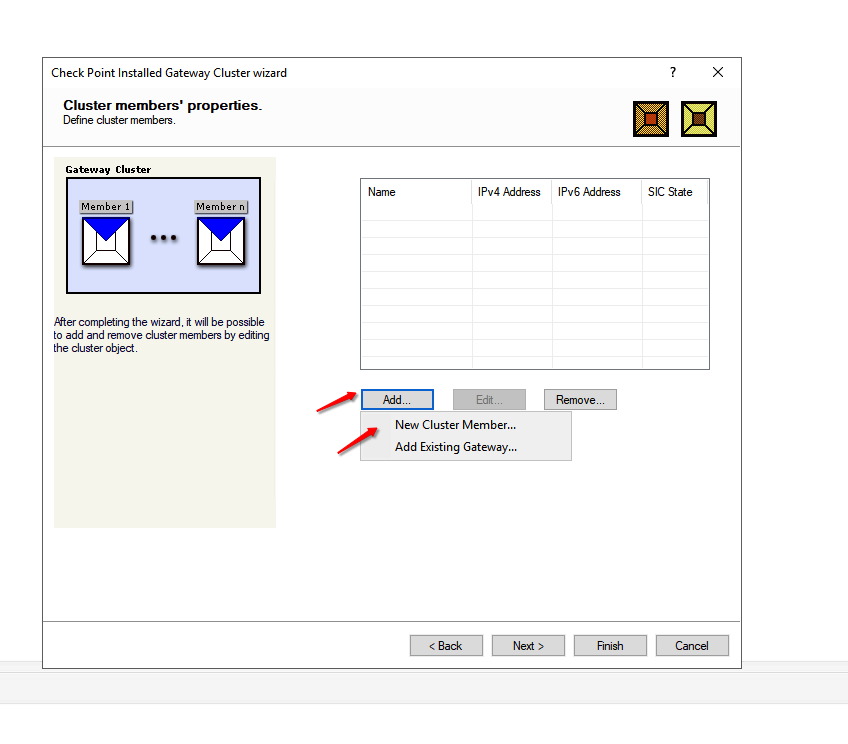 Check Point Installed Gateway Cluster wizard
?
Cluster members' properties.
Define cluster members.
Gateway Cluster
Member 1
Member n
After completing the wizard, it will be possible
to add and remove cluster members by editing
the cluster object.
Name IPv4 Address IPv6 Address SIC State
Add... Edit... Remove...
New Cluster Member...
Add Existing Gateway...
< Back Next > Finish Cancel